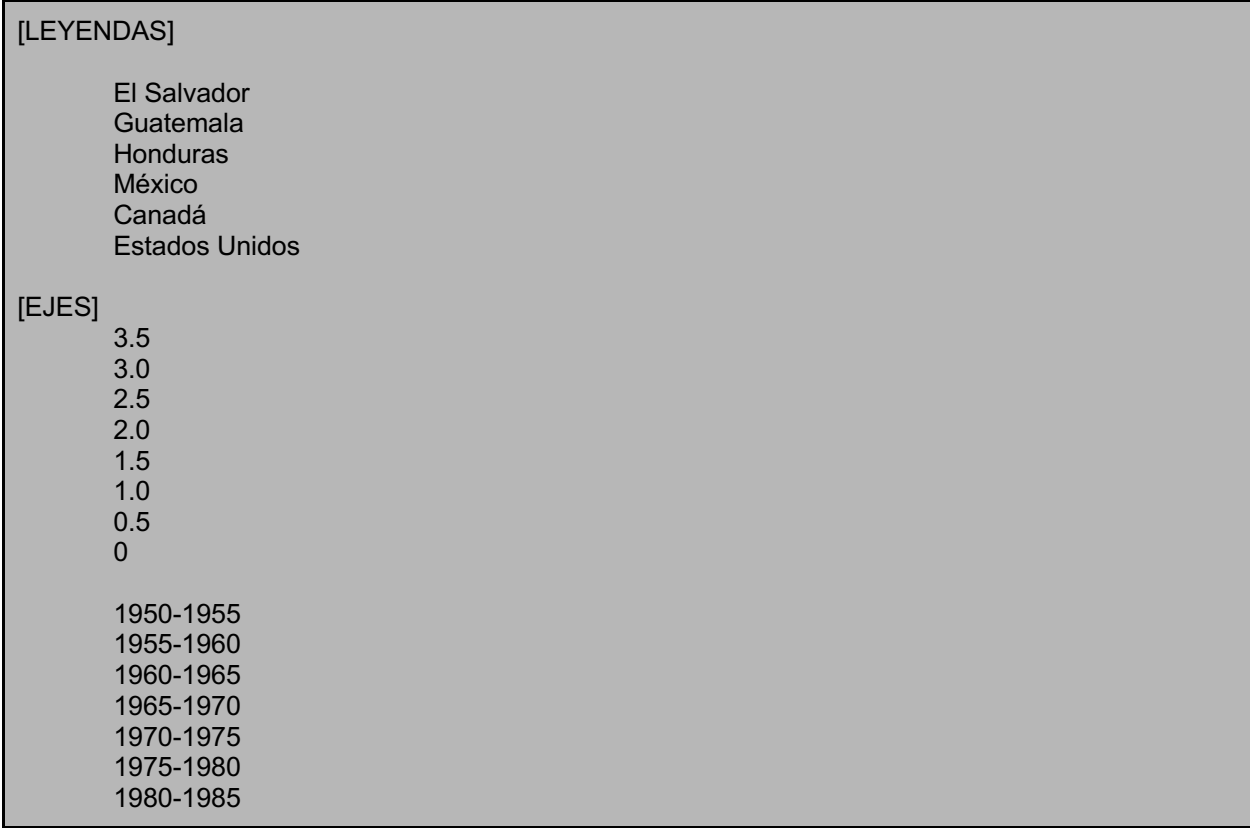 [LEYENDAS]
El Salvador
Guatemala
Honduras
México
Canadá
Estados Unidos
[EJES]
3.5
3.0
2.5
2.0
1.5
1.0
0.5
0
1950-1955
1955-1960
1960-1965
1965-1970
1970-1975
1975-1980
1980-1985